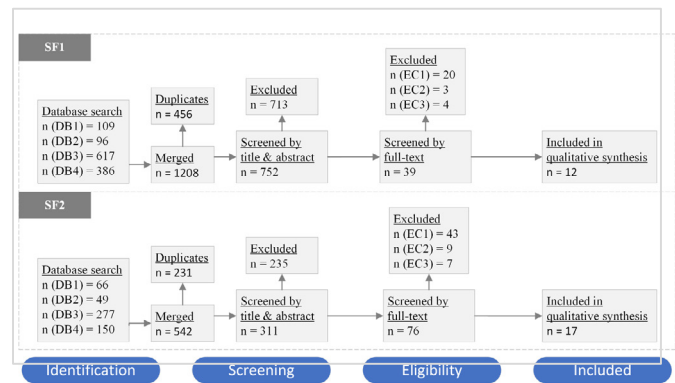 SF1
Database search
n (DB1) = 109
n (DB2) = 96
n (DB3) = 617
n (DB4) = 386
Duplicates
n = 456
Merged
n = 1208
Excluded
n = 713
Screened by
title & abstract
n = 752
Excluded
n (EC1) = 20
n (EC2) = 3
n (EC3) = 4
Screened by
full-text
n = 39
Included in
qualitative synthesis
n = 12
SF2
Database search
n (DB1) = 66
n (DB2) = 49
n (DB3) = 277
n (DB4) = 150
Duplicates
n = 231
Merged
n = 542
Excluded
n = 235
Screened by
title & abstract
n = 311
Excluded
n (EC1) = 43
n (EC2) = 9
n (EC3) = 7
Screened by
full-text
n = 76
Included in
qualitative synthesis
n = 17
Identification
Screening
Eligibility
Included